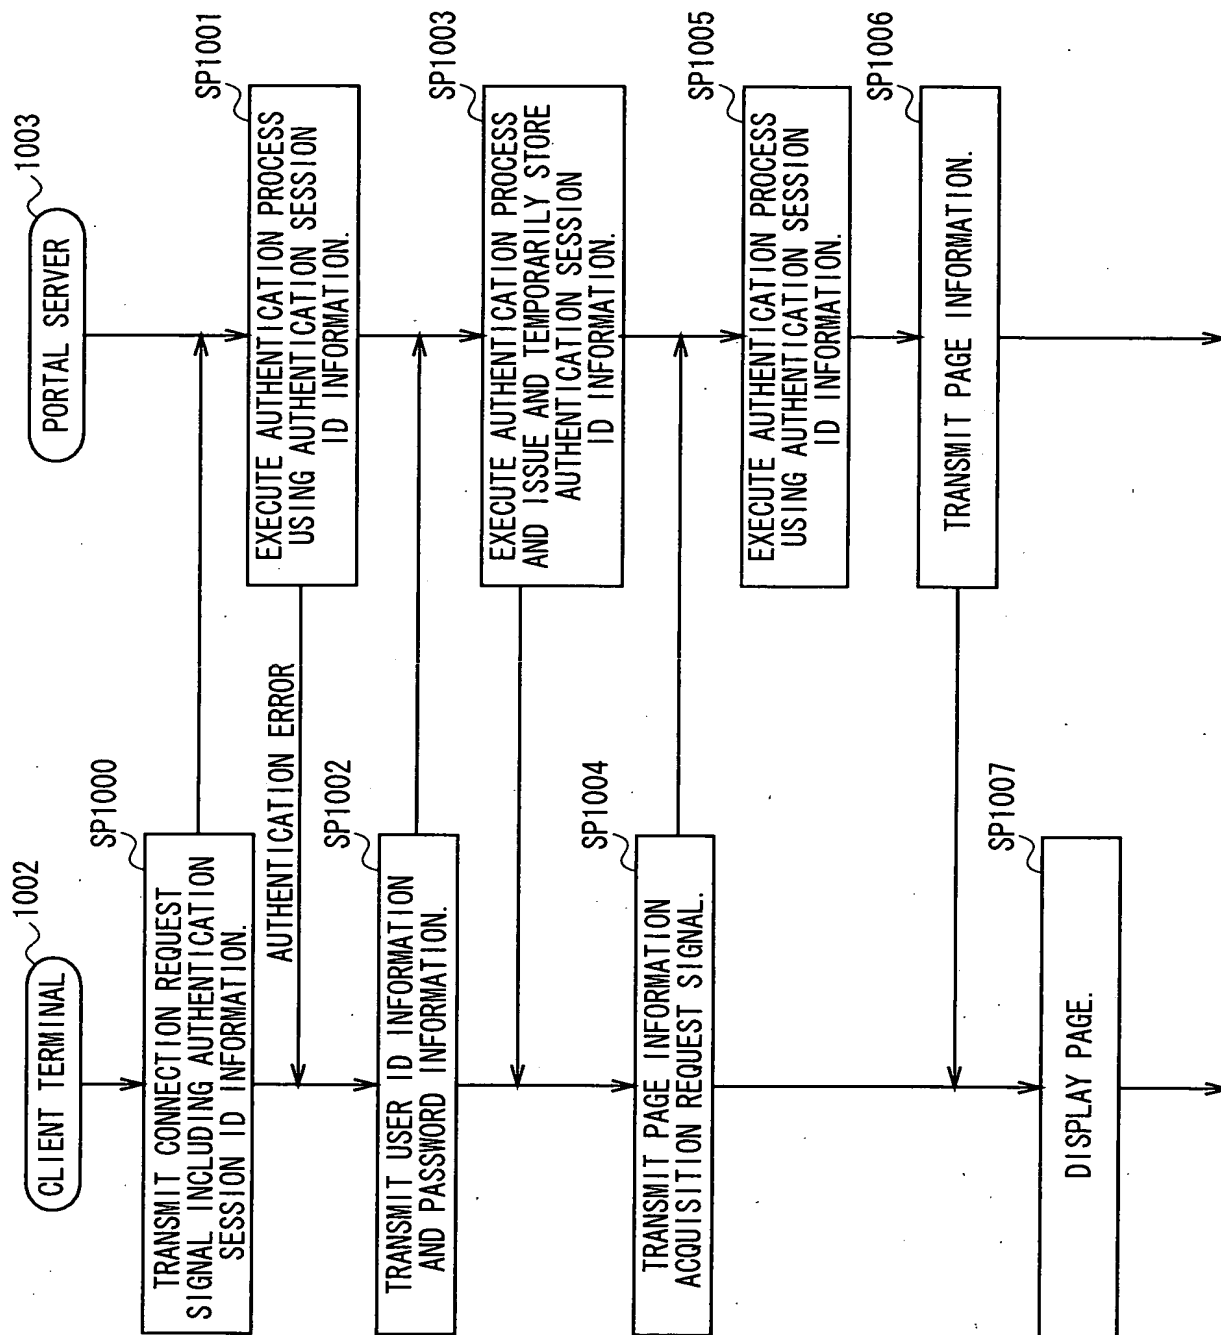 CLIENT TERMINAL
1002
PORTAL SERVER
1003
SP1000
TRANSMIT CONNECTION REQUEST
SIGNAL INCLUDING AUTHENTICATION
SESSION ID INFORMATION.
SP1001
EXECUTE AUTHENTICATION PROCESS
USING AUTHENTICATION SESSION
ID INFORMATION.
AUTHENTICATION ERROR
SP1002
TRANSMIT USER ID INFORMATION
AND PASSWORD INFORMATION.
SP1003
EXECUTE AUTHENTICATION PROCESS
AND ISSUE AND TEMPORARILY STORE
AUTHENTICATION SESSION
ID INFORMATION.
SP1004
TRANSMIT PAGE INFORMATION
ACQUISITION REQUEST SIGNAL.
SP1005
EXECUTE AUTHENTICATION PROCESS
USING AUTHENTICATION SESSION
ID INFORMATION.
SP1006
TRANSMIT PAGE INFORMATION.
SP1007
DISPLAY PAGE.